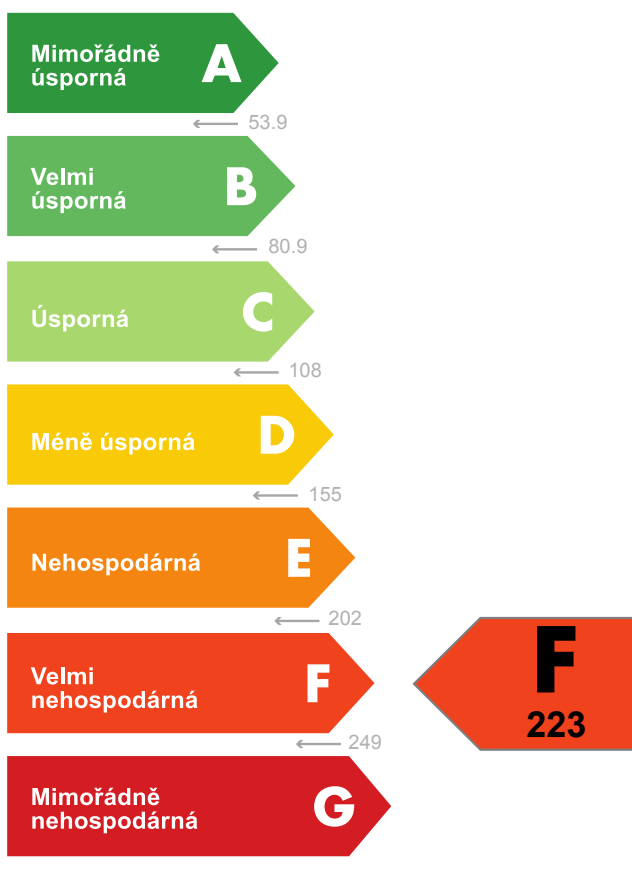 Mimořádně
úsporná
A
53.9
Velmi
úsporná
B
80.9
Úsporná
C
108
Méně úsporná
D
155
Nehospodárná
E
202
Velmi
nehospodárná
F
F
223
249
Mimořádně
nehospodárná
G